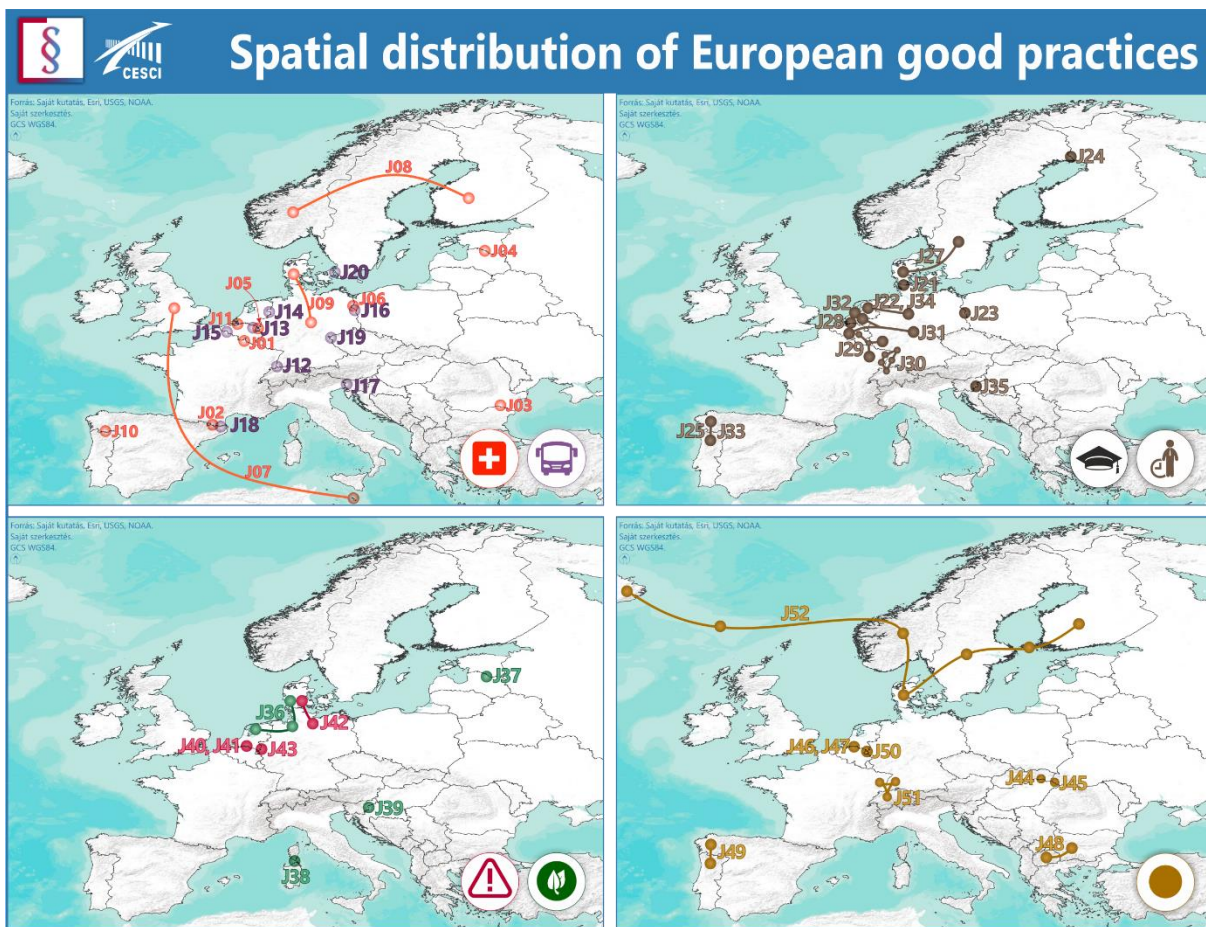 §
CESCI
Spatial distribution of European good practices
Forrás: Saját kutatás, Esri, USGS, NOAA.
Saját szerkesztés.
GCS WGS84.
J08
J04
J20
J05
J14
J09
J06
J16
J11
J13
J15
J01
J19
J12
J17
J02
J18
J03
J10
J07
Forrás: Saját kutatás, Esri, USGS, NOAA.
Saját szerkesztés.
GCS WGS84.
J24
J27
J21
J32
J22
J34
J23
J28
J31
J29
J30
J35
J25
J33
Forrás: Saját kutatás, Esri, USGS, NOAA.
Saját szerkesztés.
GCS WGS84.
J37
J36
J42
J40, J41
J43
J39
J38
Forrás: Saját kutatás, Esri, USGS, NOAA.
Saját szerkesztés.
GCS WGS84.
J52
J46, J47
J50
J44
J45
J51
J48
J49